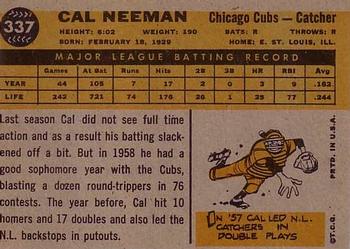 337
CAL NEEMAN
Chicago Cubs — Catcher
HEIGHT: 6:02 WEIGHT: 190 BATS: R THROWS: R
BORN: FEBRUARY 18, 1929 HOME: E. ST. LOUIS, ILL.
MAJOR LEAGUE BATTING RECORD
Games At Bat Runs Hits 2B 3B HR RBI Avg.
YEAR 44 105 7 17 2 0 3 9 .162
LIFE 242 721 74 176 26 1 25 77 .244
Last season Cal did not see full time
action and as a result his batting slack-
ened off a bit. But in 1958 he had a
good sophomore year with the Cubs,
blasting a dozen round-trippers in 76
contests. The year before, Cal hit 10
homers and 17 doubles and also led the
N.L. backstops in putouts.
IN '57 CAL LED N.L.
CATCHERS IN
DOUBLE PLAYS
©T.C.G. PRTD. IN U.S.A.